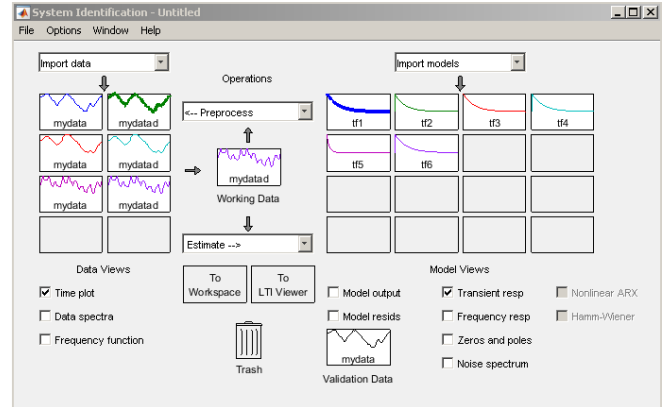 System Identification - Untitled
File Options Window Help
Import data
Import models
Operations
<-- Preprocess
mydata mydatad
tf1 tf2 tf3 tf4
mydata mydatad
tf5 tf6
mydatad
Working Data
mydata mydatad
Estimate -->
Data Views
Model Views
To Workspace
To LTI Viewer
Time plot
Data spectra
Frequency function
Model output
Model resids
Transient resp
Frequency resp
Zeros and poles
Noise spectrum
Nonlinear ARX
Hamm-Wiener
Trash
mydata
Validation Data